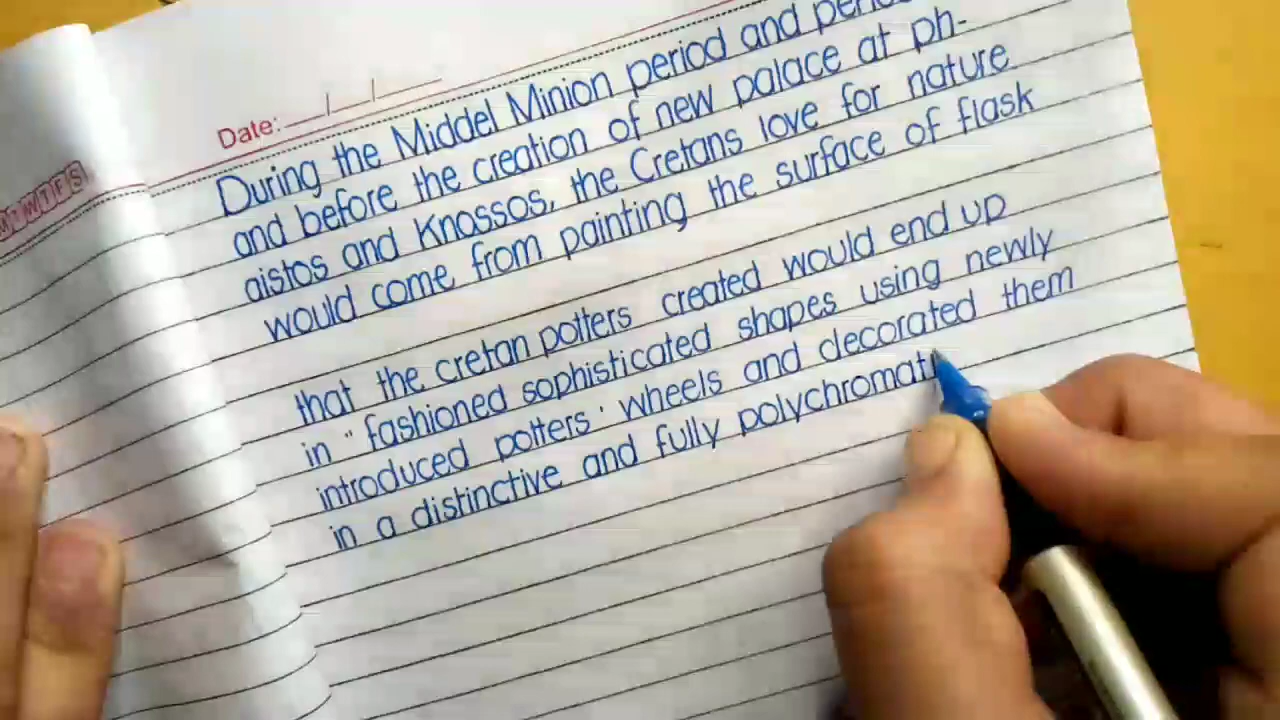 Date:
During the Middel Minion period and
and before the creation of new palace at ph-
aistos and Knossos, the Cretans love for nature
would come from painting the surface of flask
that the cretan potters created would end up
in " fashioned sophisticated shapes using newly
introduced potters ' wheels and decorated them
in a distinctive and fully polychromat